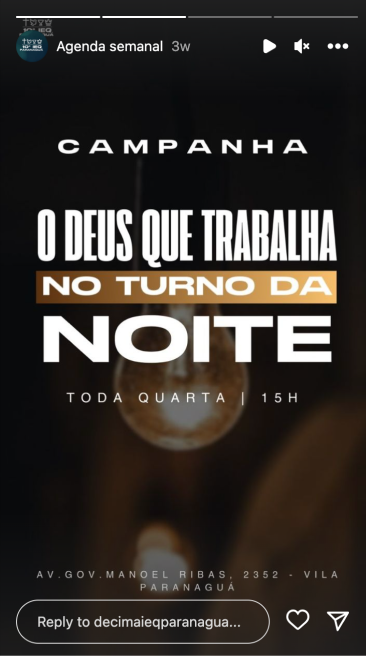 Agenda semanal 3w
CAMPANHA
O DEUS QUE TRABALHA
NO TURNO DA
NOITE
TODA QUARTA | 15H
AV.GOV.MANOEL RIBAS, 2352 - VILA
PARANAGUÁ
Reply to decimaieqparanagua...